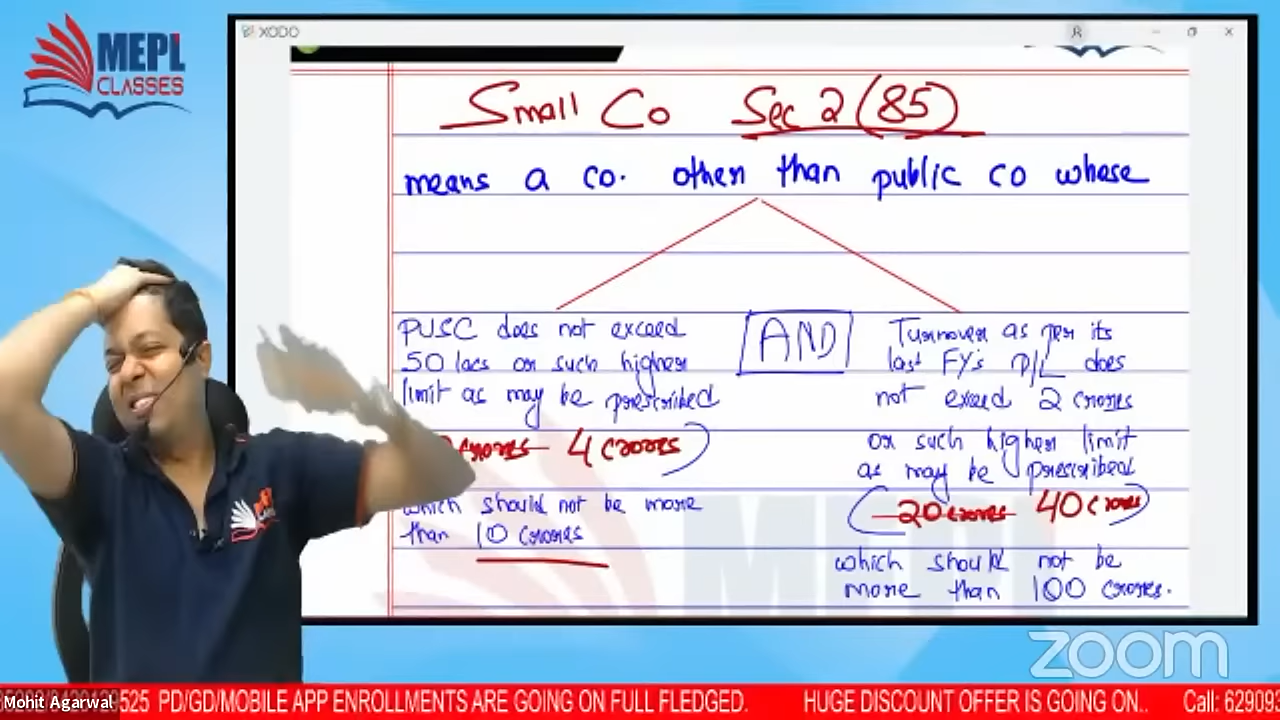 MEPL
CLASSES
XODO
Small Co Sec 2 (85)
means a co. other than public co whose
PUSC does not exceed
50 lacs or such higher
limit as may be prescribed
crores 4 crores)
which should not be more
than 10 crores
AND
Turnover as per its
last FY's P/L does
not exceed 2 crores
or such higher limit
as may be prescribed
(20 crores 40 crores)
which should not be
more than 100 crores.
MEPL
zoom
Mohit Agarwal
525 PD/GD/MOBILE APP ENROLLMENTS ARE GOING ON FULL FLEDGED. HUGE DISCOUNT OFFER IS GOING ON.. Call: 629093